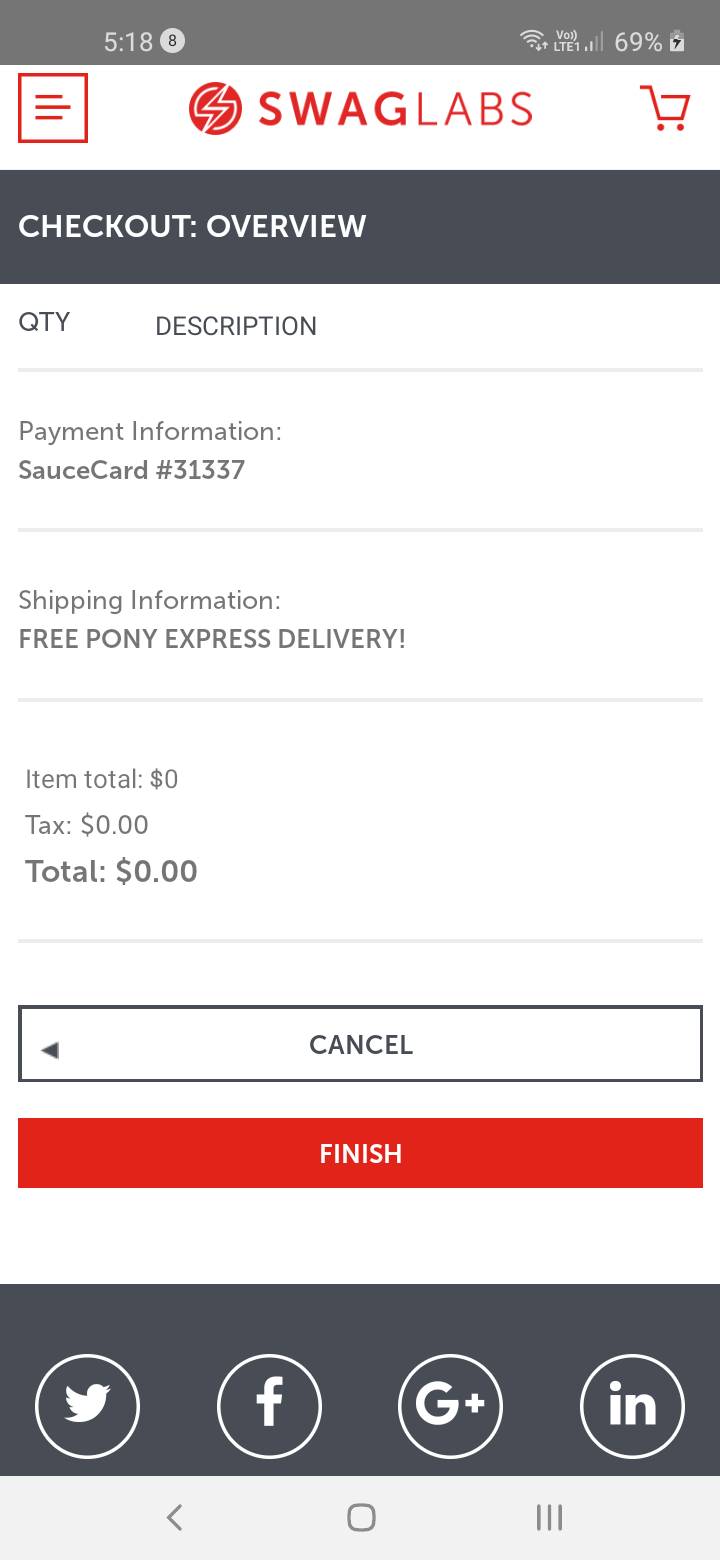 5:18 8 Vo)) LTE1 69%
SWAGLABS
CHECKOUT: OVERVIEW
QTY DESCRIPTION
Payment Information:
SauceCard #31337
Shipping Information:
FREE PONY EXPRESS DELIVERY!
Item total: $0
Tax: $0.00
Total: $0.00
CANCEL
FINISH
f G+ in